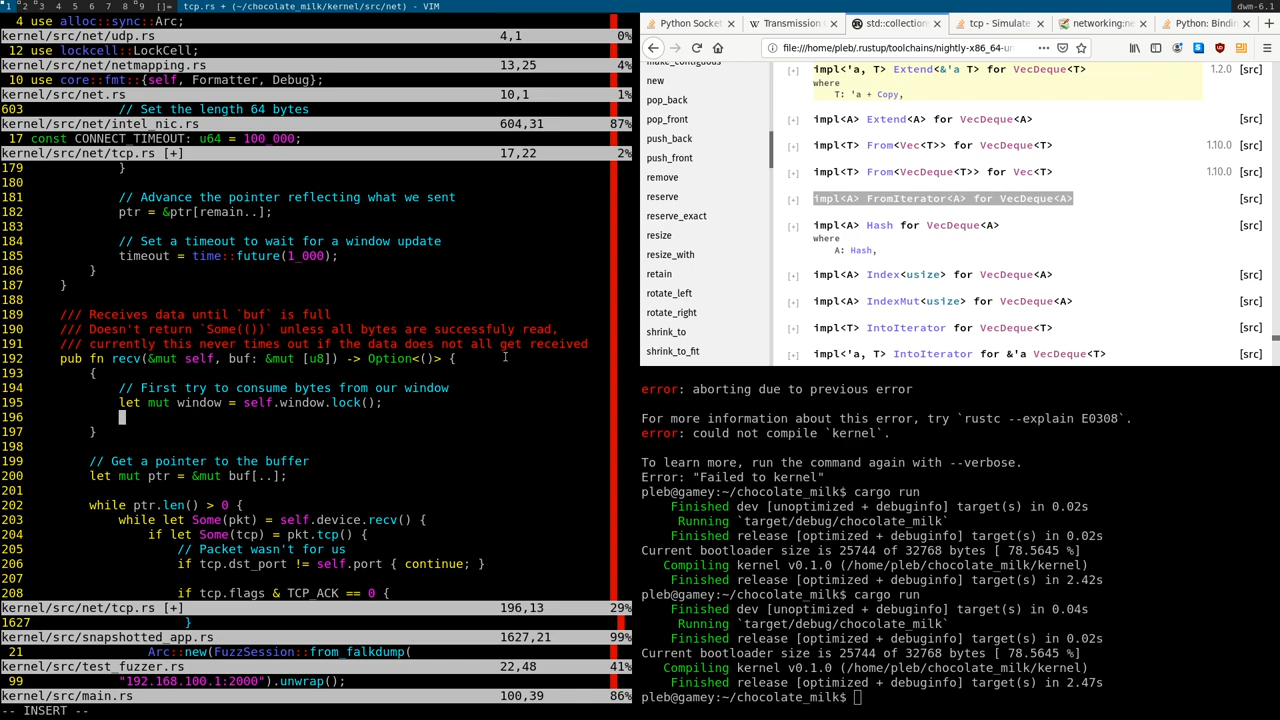 1 2 3 4 5 6 7 8 9 []= tcp.rs + (~/chocolate_milk/kernel/src/net) - VIM dwm-6.1
4 use alloc::sync::Arc;
kernel/src/net/udp.rs 4,1 0%
12 use lockcell::LockCell;
kernel/src/net/netmapping.rs 13,25 4%
10 use core::fmt::{self, Formatter, Debug};
kernel/src/net.rs 10,1 1%
603 // Set the length 64 bytes
kernel/src/net/intel_nic.rs 604,31 87%
17 const CONNECT_TIMEOUT: u64 = 100_000;
kernel/src/net/tcp.rs [+] 17,22 2%
179 }
180
181 // Advance the pointer reflecting what we sent
182 ptr = &ptr[remain..];
183
184 // Set a timeout to wait for a window update
185 timeout = time::future(1_000);
186 }
187 }
188
189 /// Receives data until `buf` is full
190 /// Doesn't return `Some(())` unless all bytes are successfuly read,
191 /// currently this never times out if the data does not all get received
192 pub fn recv(&mut self, buf: &mut [u8]) -> Option<()> {
193 {
194 // First try to consume bytes from our window
195 let mut window = self.window.lock();
196
197 }
198
199 // Get a pointer to the buffer
200 let mut ptr = &mut buf[..];
201
202 while ptr.len() > 0 {
203 while let Some(pkt) = self.device.recv() {
204 if let Some(tcp) = pkt.tcp() {
205 // Packet wasn't for us
206 if tcp.dst_port != self.port { continue; }
207
208 if tcp.flags & TCP_ACK == 0 {
kernel/src/net/tcp.rs [+] 196,13 29%
1627 }
kernel/src/snapshotted_app.rs 1627,21 99%
21 Arc::new(FuzzSession::from_falkdump(
kernel/src/test_fuzzer.rs 22,48 41%
99 "192.168.100.1:2000").unwrap();
kernel/src/main.rs 100,39 86%
-- INSERT --
Python Socket
Transmission C
std::collection
tcp - Simulate
networking:ne
Python: Bindin
file:///home/pleb/.rustup/toolchains/nightly-x86_64-un
new
pop_back
pop_front
push_back
push_front
remove
reserve
reserve_exact
resize
resize_with
retain
rotate_left
rotate_right
shrink_to
shrink_to_fit
[+] impl<'a, T> Extend<&'a T> for VecDeque<T> 1.2.0 [src]
where
T: 'a + Copy,
[+] impl<A> Extend<A> for VecDeque<A> [src]
[+] impl<T> From<Vec<T>> for VecDeque<T> 1.10.0 [src]
[+] impl<T> From<VecDeque<T>> for Vec<T> 1.10.0 [src]
[+] impl<A> FromIterator<A> for VecDeque<A> [src]
[+] impl<A> Hash for VecDeque<A> [src]
where
A: Hash,
[+] impl<A> Index<usize> for VecDeque<A> [src]
[+] impl<A> IndexMut<usize> for VecDeque<A> [src]
[+] impl<T> IntoIterator for VecDeque<T> [src]
[+] impl<'a, T> IntoIterator for &'a VecDeque<T> [src]
error: aborting due to previous error
For more information about this error, try `rustc --explain E0308`.
error: could not compile `kernel`.
To learn more, run the command again with --verbose.
Error: "Failed to kernel"
pleb@gamey:~/chocolate_milk$ cargo run
Finished dev [unoptimized + debuginfo] target(s) in 0.02s
Running `target/debug/chocolate_milk`
Finished release [optimized + debuginfo] target(s) in 0.02s
Current bootloader size is 25744 of 32768 bytes [ 78.5645 %]
Compiling kernel v0.1.0 (/home/pleb/chocolate_milk/kernel)
Finished release [optimized + debuginfo] target(s) in 2.42s
pleb@gamey:~/chocolate_milk$ cargo run
Finished dev [unoptimized + debuginfo] target(s) in 0.04s
Running `target/debug/chocolate_milk`
Finished release [optimized + debuginfo] target(s) in 0.02s
Current bootloader size is 25744 of 32768 bytes [ 78.5645 %]
Compiling kernel v0.1.0 (/home/pleb/chocolate_milk/kernel)
Finished release [optimized + debuginfo] target(s) in 2.47s
pleb@gamey:~/chocolate_milk$